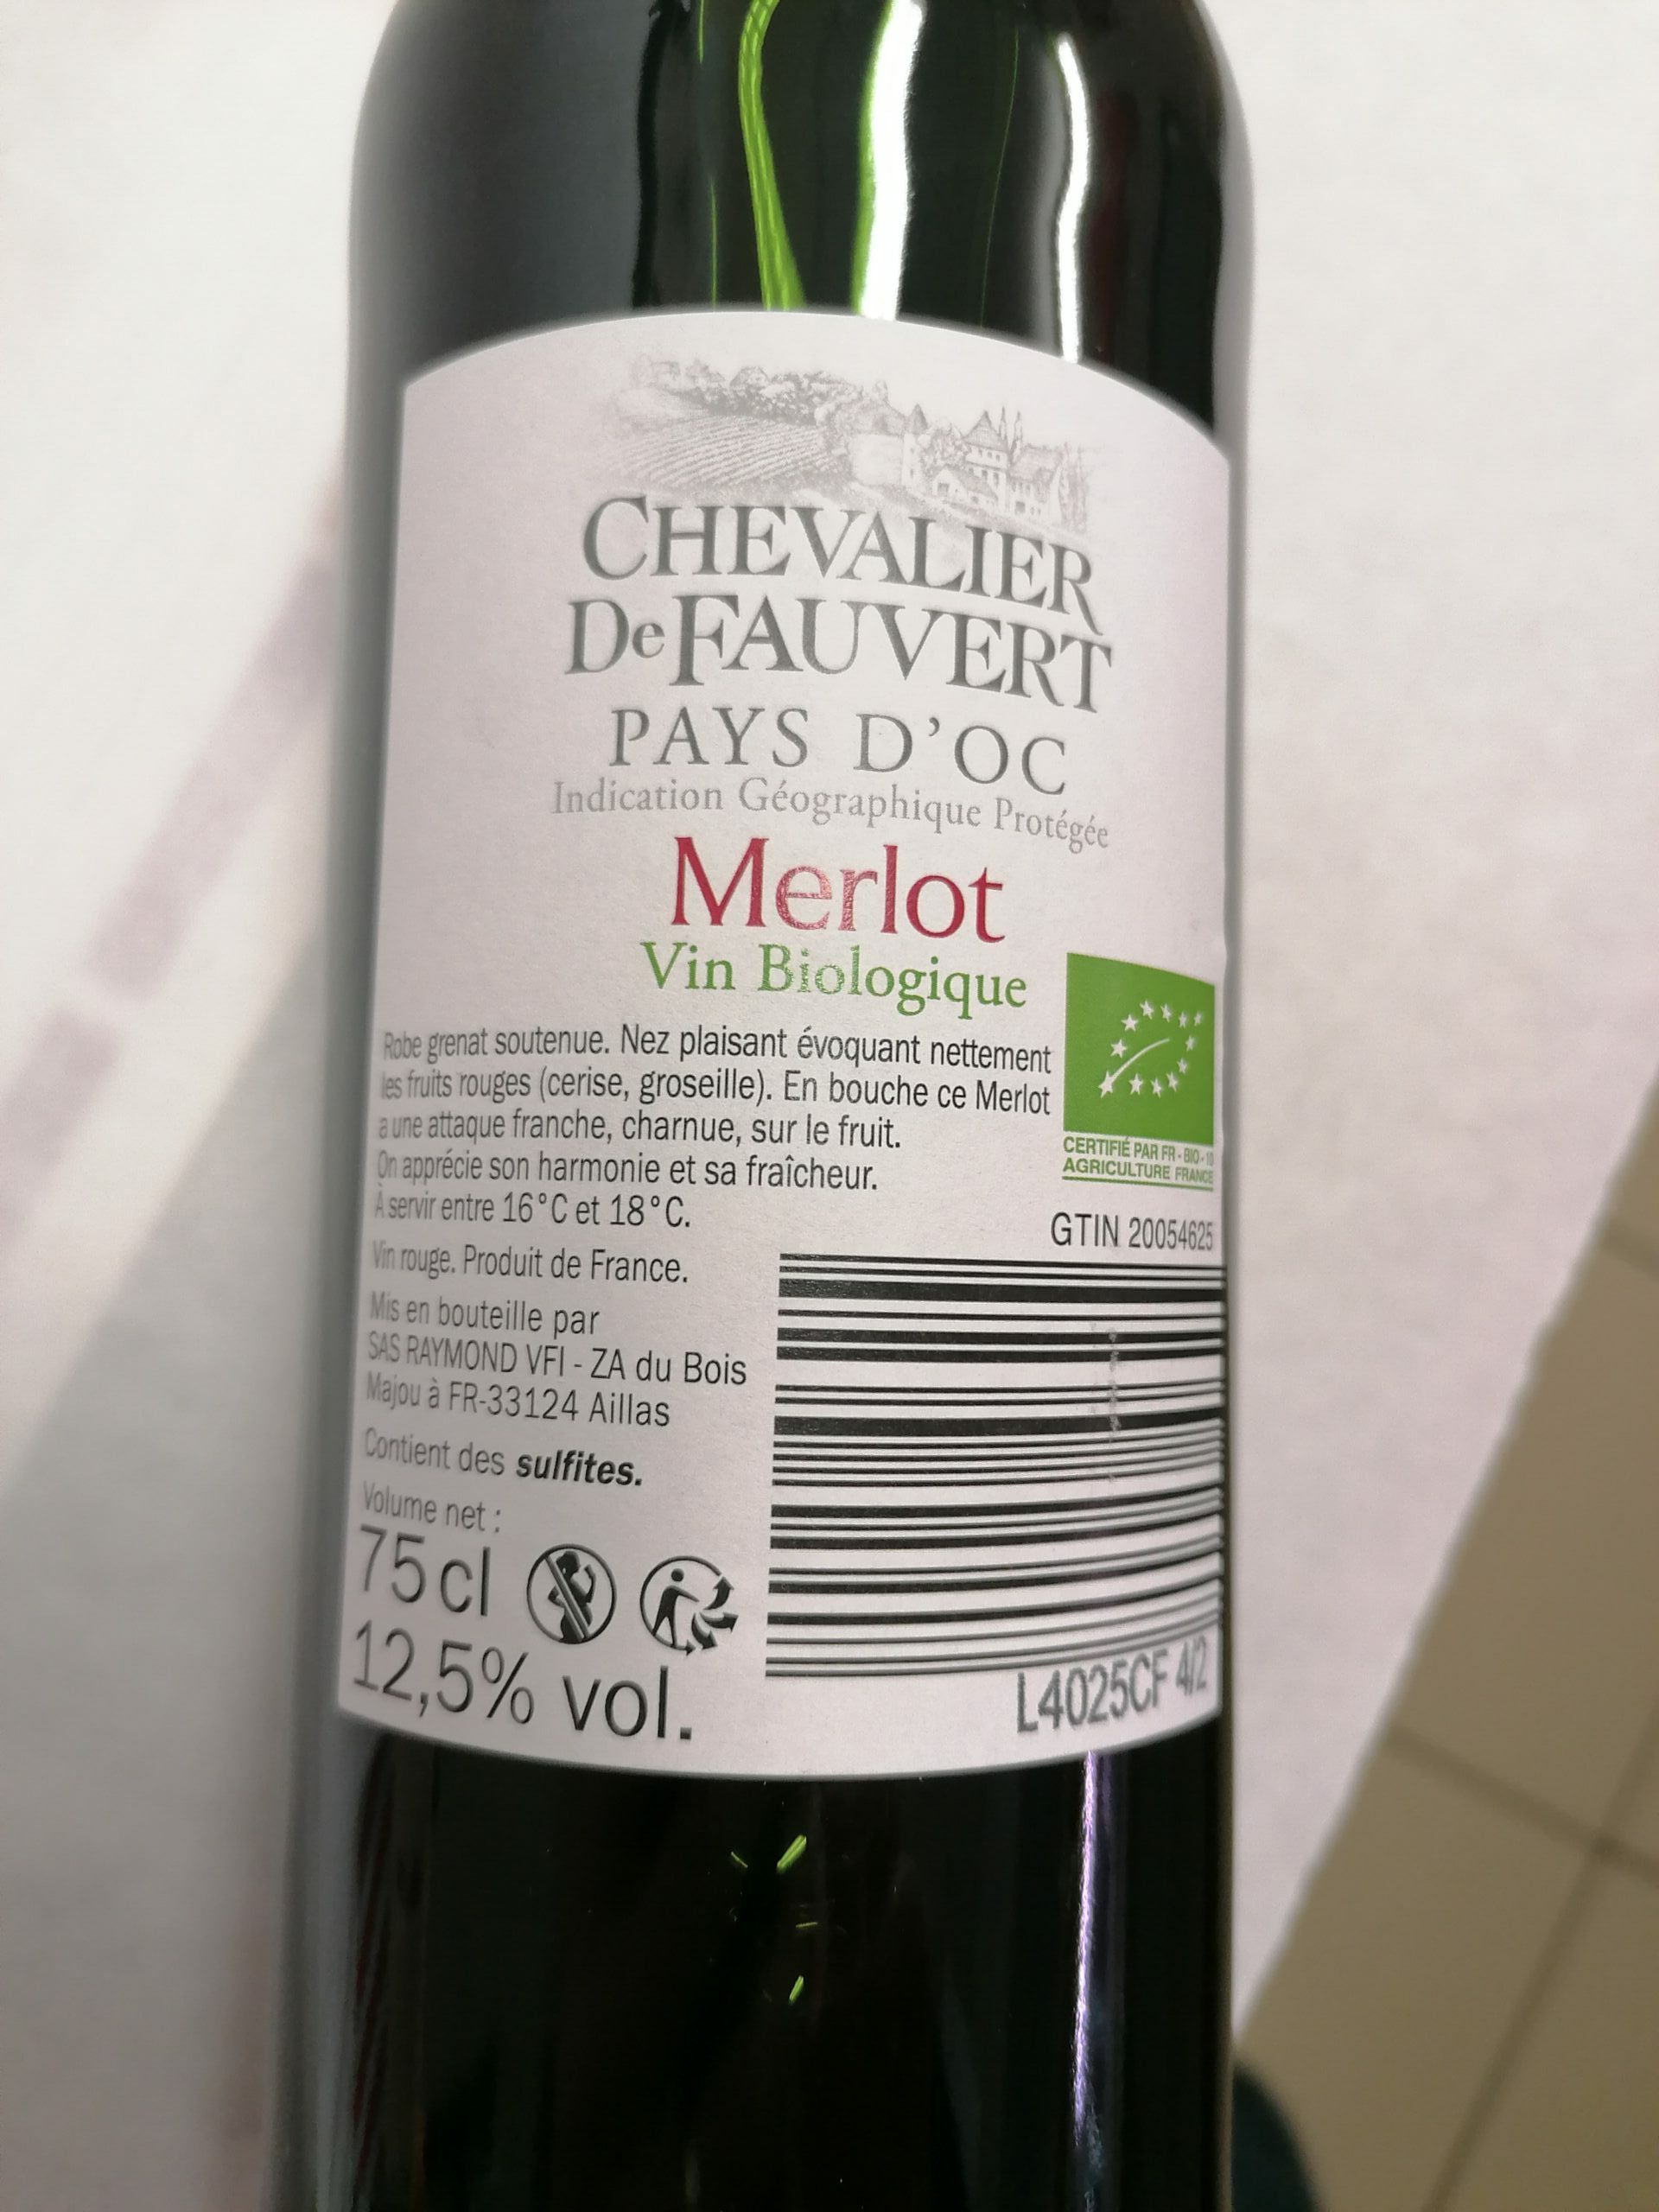 CHEVALIER
De FAUVERT
PAYS D'OC
Indication Géographique Protégée
Merlot
Vin Biologique
Robe grenat soutenue. Nez plaisant évoquant nettement
les fruits rouges (cerise, groseille). En bouche ce Merlot
a une attaque franche, charnue, sur le fruit.
On apprécie son harmonie et sa fraîcheur.
À servir entre 16°C et 18°C.
CERTIFIÉ PAR FR-BIO-10
AGRICULTURE FRANCE
GTIN 20054625
Vin rouge. Produit de France.
Mis en bouteille par
SAS RAYMOND VFI - ZA du Bois
Majou à FR-33124 Aillas
Contient des sulfites.
Volume net :
75 cl
12,5% vol.
L4025CF 4/2